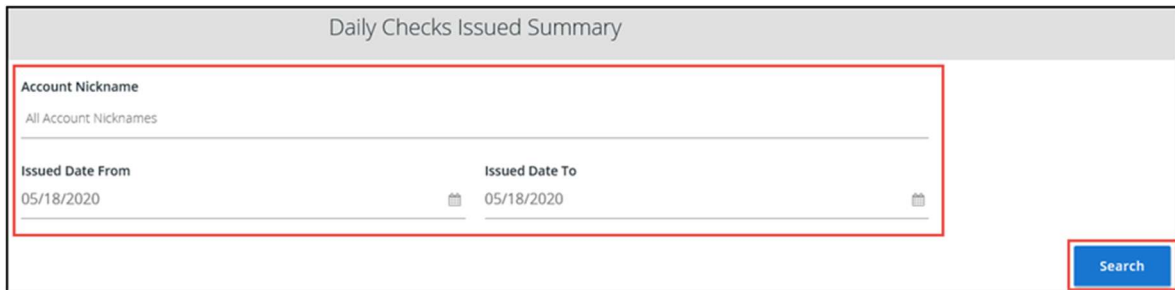 Daily Checks Issued Summary
Account Nickname
All Account Nicknames
Issued Date From
Issued Date To
05/18/2020
05/18/2020
Search